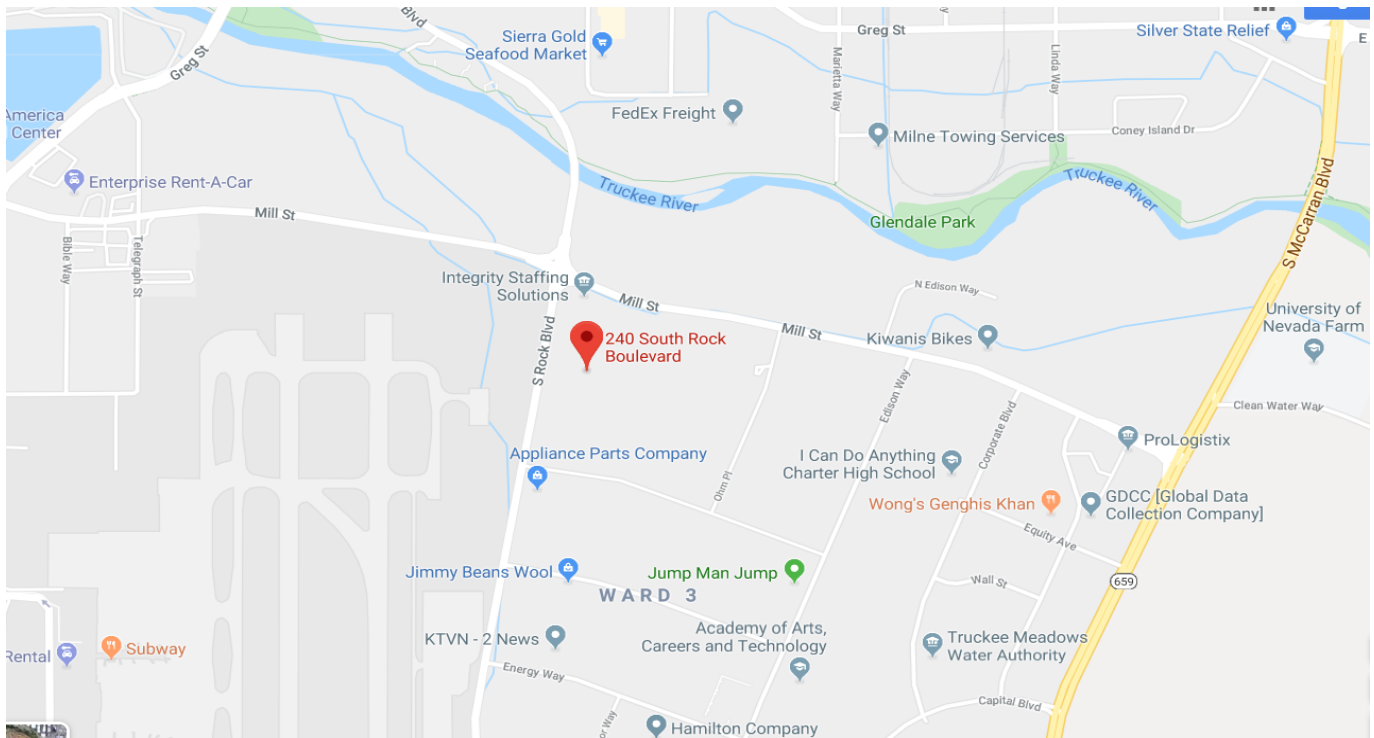 Blvd
Greg St
Silver State Relief
E
Sierra Gold
Seafood Market
Greg St
Marietta Way
Linda Way
America
Center
FedEx Freight
Milne Towing Services
Coney Island Dr
Enterprise Rent-A-Car
Truckee River
Truckee River
S McCarran Blvd
Mill St
Glendale Park
Bible Way
Telegraph St
Integrity Staffing
Solutions
Mill St
N Edison Way
University of
Nevada Farm
Mill St
Kiwanis Bikes
240 South Rock
Boulevard
S Rock Blvd
Edison Way
Clean Water Way
Corporate Blvd
ProLogistix
Appliance Parts Company
I Can Do Anything
Charter High School
Ohm Pl
Wong's Genghis Khan
GDCC [Global Data
Collection Company]
Equity Ave
Jimmy Beans Wool
Jump Man Jump
659
Wall St
WARD 3
KTVN - 2 News
Academy of Arts,
Careers and Technology
Truckee Meadows
Water Authority
Rental
Subway
Energy Way
Capital Blvd
or Way
Hamilton Company